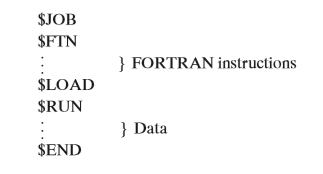 $JOB
$FTN
⋮ } FORTRAN instructions
$LOAD
$RUN
⋮ } Data
$END